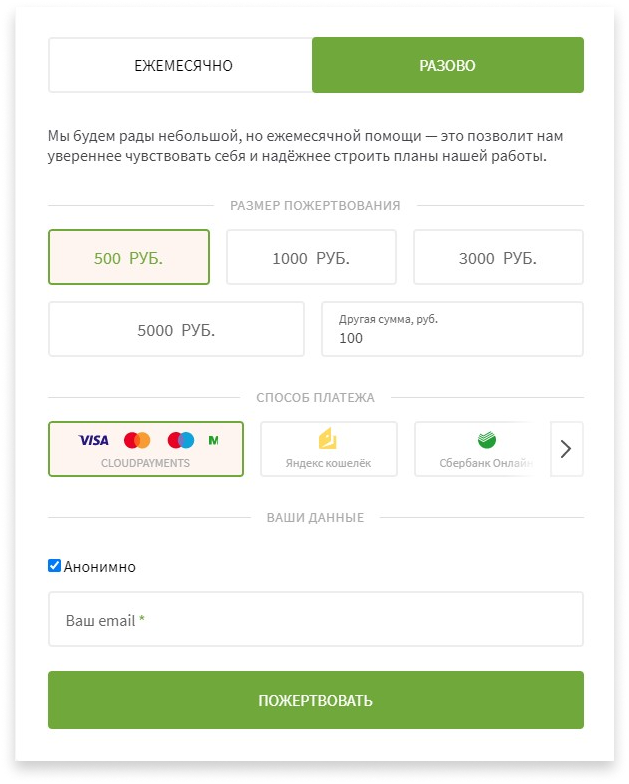 ЕЖЕМЕСЯЧНО
РАЗОВО
Мы будем рады небольшой, но ежемесячной помощи — это позволит нам
увереннее чувствовать себя и надёжнее строить планы нашей работы.
РАЗМЕР ПОЖЕРТВОВАНИЯ
500 РУБ.
1000 РУБ.
3000 РУБ.
5000 РУБ.
Другая сумма, руб.
100
СПОСОБ ПЛАТЕЖА
VISA
М
CLOUDPAYMENTS
Яндекс кошелёк
Сбербанк Онлайн
ВАШИ ДАННЫЕ
Анонимно
Ваш email *
ПОЖЕРТВОВАТЬ